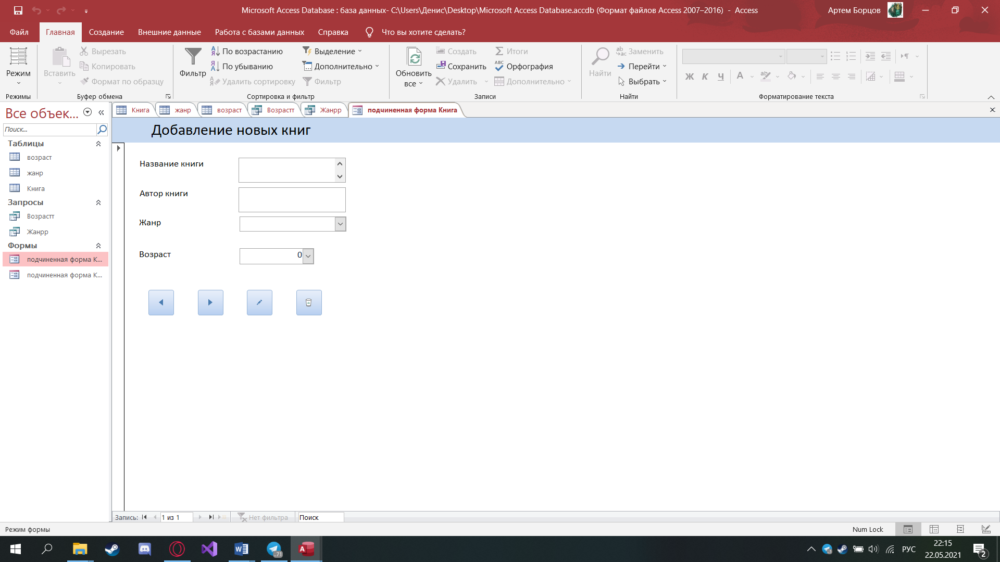 Microsoft Access Database : база данных- C:\Users\Денис\Desktop\Microsoft Access Database.accdb (Формат файлов Access 2007–2016) - Access
Артем Борцов
Файл
Главная
Создание
Внешние данные
Работа с базами данных
Справка
Что вы хотите сделать?
Режим
Режимы
Вставить
Вырезать
Копировать
Формат по образцу
Буфер обмена
Фильтр
По возрастанию
По убыванию
Удалить сортировку
Выделение
Дополнительно
Фильтр
Сортировка и фильтр
Обновить
все
Создать
Сохранить
Удалить
Итоги
Орфография
Дополнительно
Записи
Найти
Заменить
Перейти
Выбрать
Найти
Ж К Ч А
Форматирование текста
Все объек...
Поиск...
Таблицы
возраст
жанр
Книга
Запросы
Возрастт
Жанрр
Формы
подчиненная форма К...
подчиненная форма К...
Книга
жанр
возраст
Возрастт
Жанрр
подчиненная форма Книга
Добавление новых книг
Название книги
Автор книги
Жанр
Возраст
0
Запись:
1 из 1
Нет фильтра
Поиск
Режим формы
Num Lock
71
РУС
22:15
22.05.2021
2